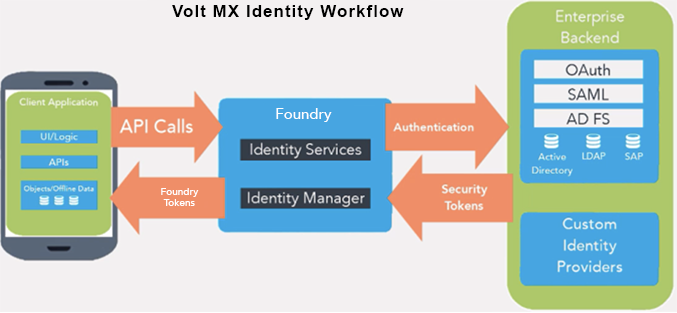 Volt MX Identity Workflow
Client Application
UI/Logic
APIs
Objects/Offline Data
API Calls
Foundry
Tokens
Foundry
Identity Services
Identity Manager
Authentication
Security
Tokens
Enterprise
Backend
OAuth
SAML
AD FS
Active
Directory
LDAP
SAP
Custom
Identity
Providers